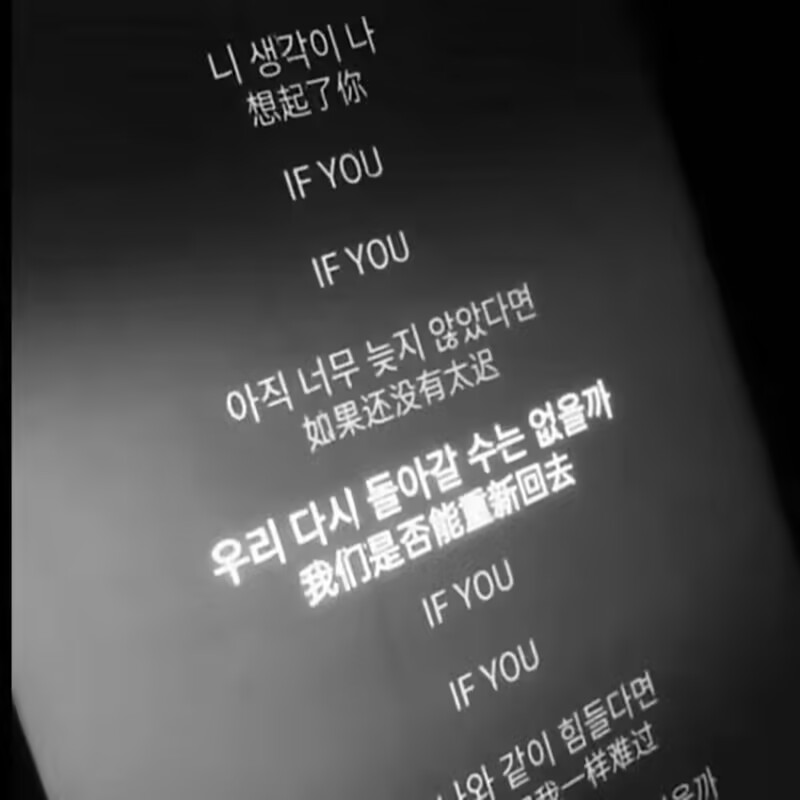 니 생각이 나
想起了你
IF YOU
IF YOU
아직 너무 늦지 않았다면
如果还没有太迟
우리 다시 돌아갈 수는 없을까
我们是否能重新回去
IF YOU
IF YOU
나와 같이 힘들다면
我一样难过